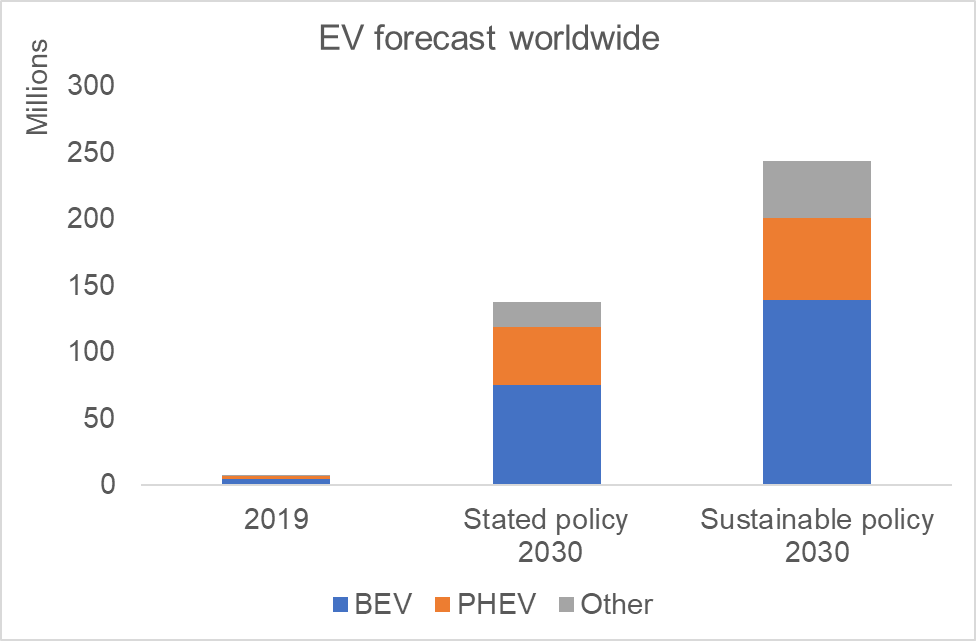 EV forecast worldwide
Millions
300
250
200
150
100
50
0
2019
Stated policy
2030
Sustainable policy
2030
BEV PHEV Other